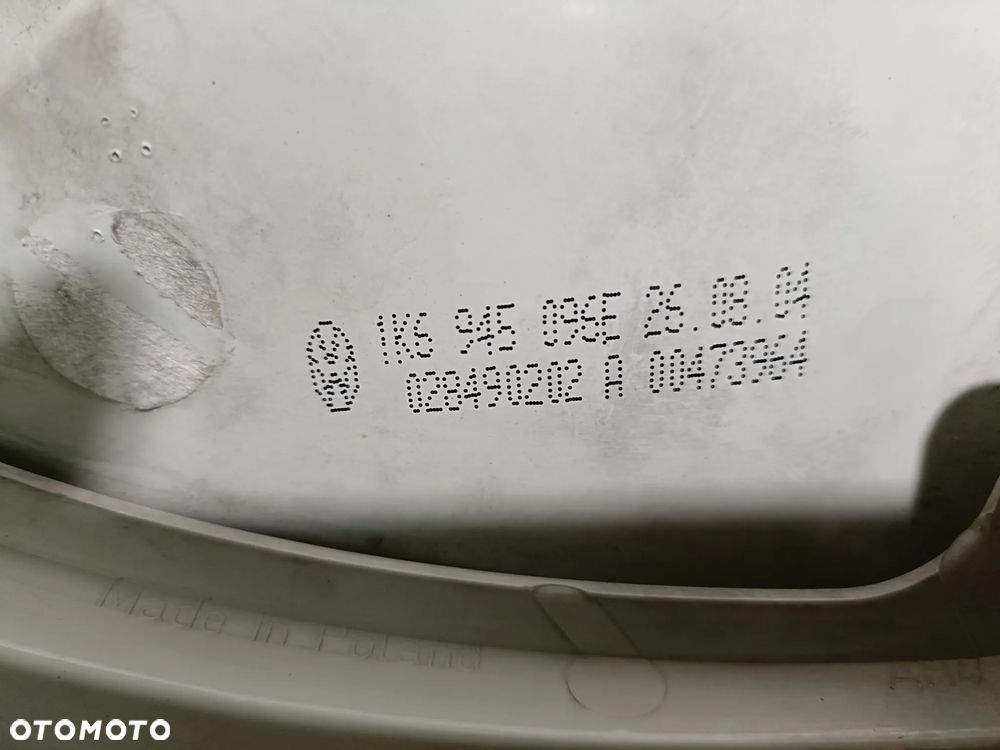 1K6 945 096E 26.08.04
028490202 A 00473964
Made in Poland
OTOMOTO